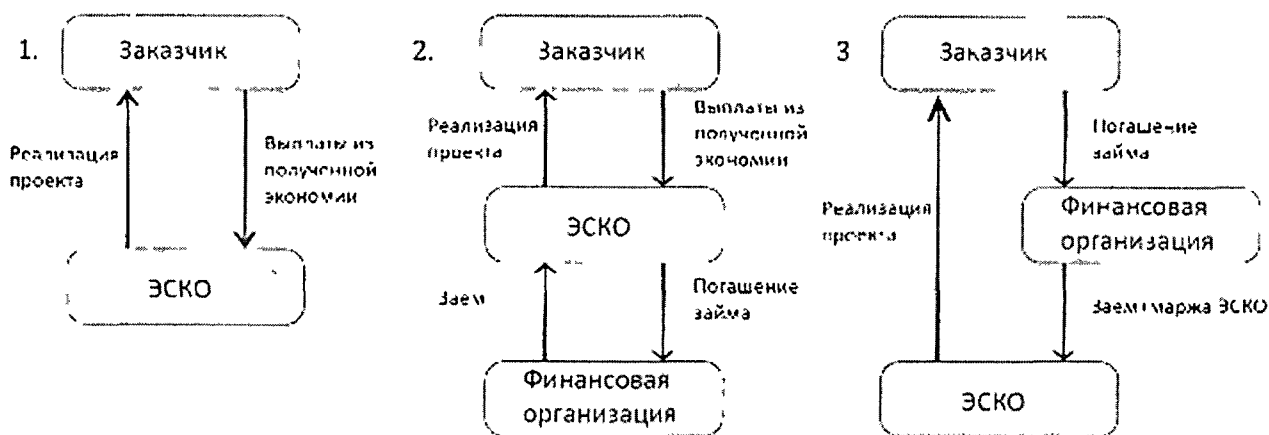 1.
Заказчик
Реализация
проекта
Выплаты из
полученной
экономии
ЭСКО
2.
Заказчик
Реализация
проекта
Выплаты из
полученной
экономии
ЭСКО
Заем
Погашение
займа
Финансовая
организация
3
Заказчик
Реализация
проекта
Погашение
займа
Финансовая
организация
Заем+маржа ЭСКО
ЭСКО